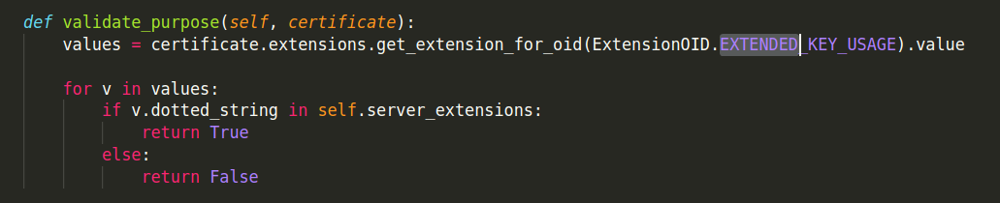 def validate_purpose(self, certificate):
    values = certificate.extensions.get_extension_for_oid(ExtensionOID.EXTENDED_KEY_USAGE).value

    for v in values:
        if v.dotted_string in self.server_extensions:
            return True
        else:
            return False